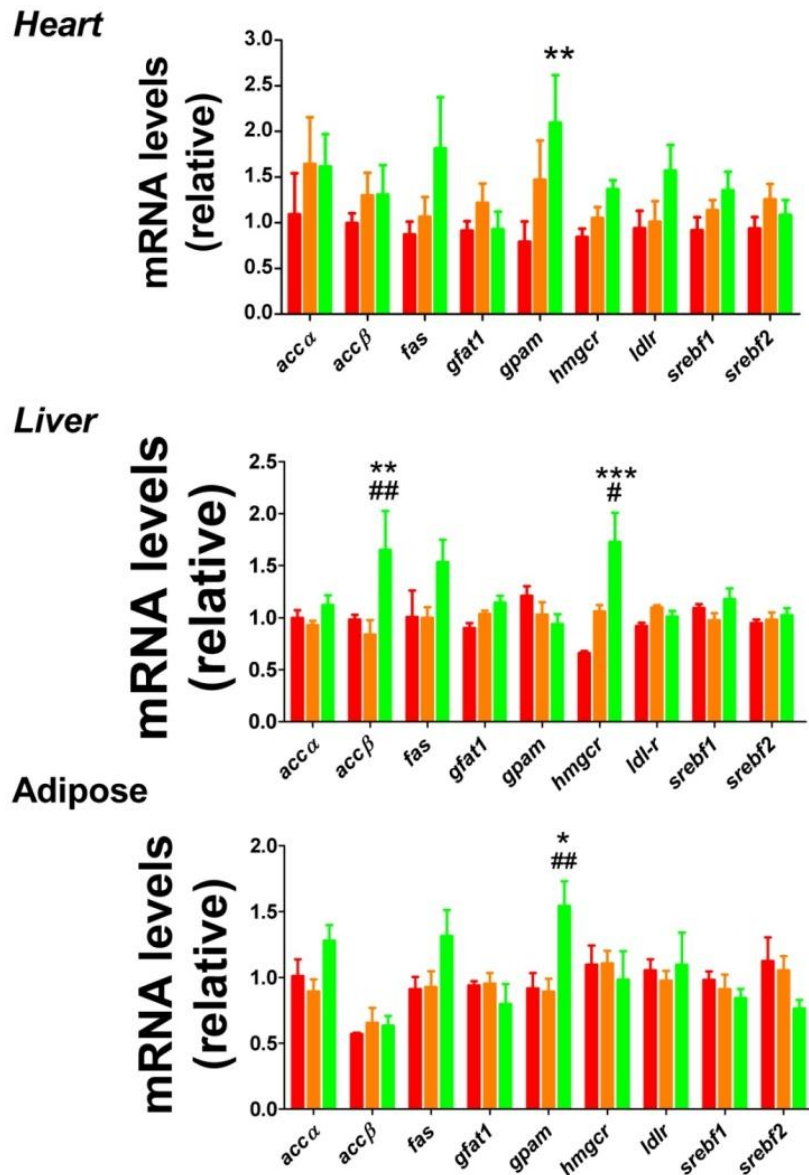 Heart
mRNA levels
(relative)
3.0
2.5
2.0
1.5
1.0
0.5
0.0
**
accα
accβ
fas
gfat1
gpam
hmgcr
ldlr
srebf1
srebf2
Liver
mRNA levels
(relative)
2.5
2.0
1.5
1.0
0.5
0.0
**
##
***
#
accα
accβ
fas
gfat1
gpam
hmgcr
ldl-r
srebf1
srebf2
Adipose
mRNA levels
(relative)
2.0
1.5
1.0
0.5
0.0
*
##
accα
accβ
fas
gfat1
gpam
hmgcr
ldlr
srebf1
srebf2